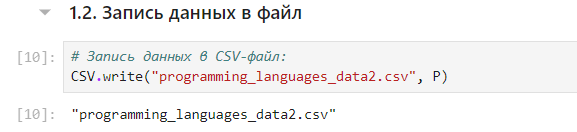 1.2. Запись данных в файл
[10]: # Запись данных в CSV-файл:
CSV.write("programming_languages_data2.csv", P)
[10]: "programming_languages_data2.csv"